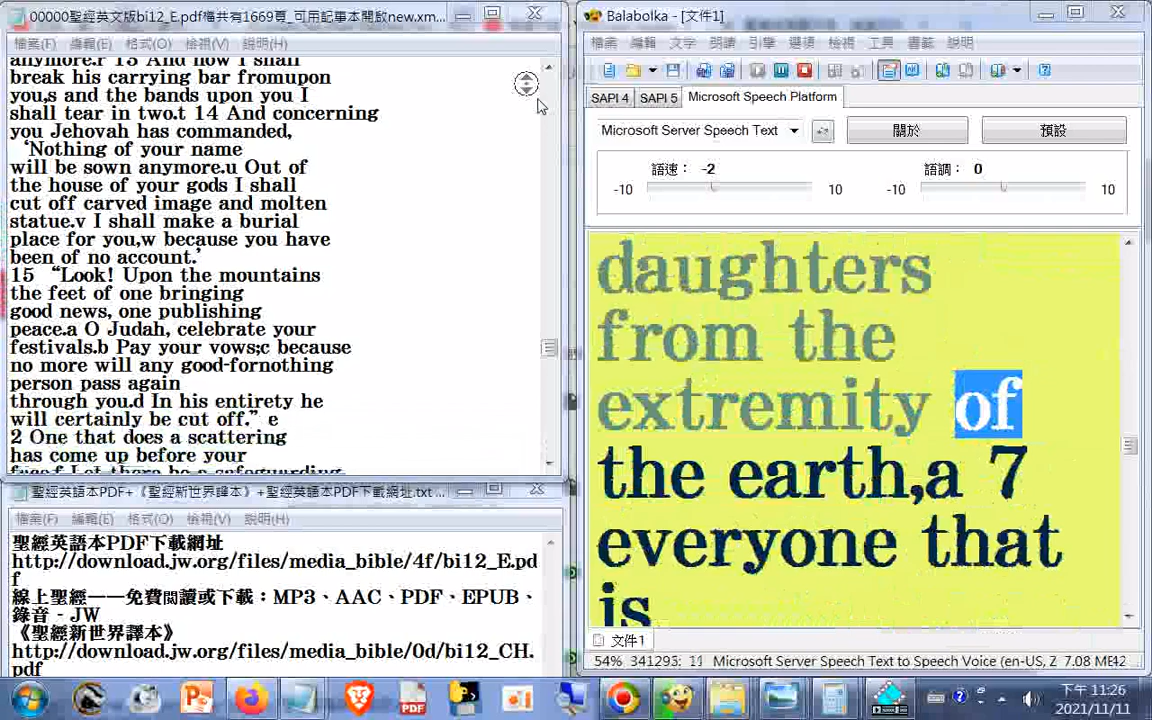 00000聖經英文版bi12_E.pdf檔共有1669頁_可用記事本開啟new.xm...
檔案(F) 編輯(E) 格式(O) 檢視(V) 說明(H)
anymore.r 13 And now I shall
break his carrying bar fromupon
you,s and the bands upon you I
shall tear in two.t 14 And concerning
you Jehovah has commanded,
‘Nothing of your name
will be sown anymore.u Out of
the house of your gods I shall
cut off carved image and molten
statue.v I shall make a burial
place for you,w because you have
been of no account.’
15 “Look! Upon the mountains
the feet of one bringing
good news, one publishing
peace.a O Judah, celebrate your
festivals.b Pay your vows;c because
no more will any good-fornothing
person pass again
through you.d In his entirety he
will certainly be cut off.” e
2 One that does a scattering
has come up before your
face.f Let there be a safeguarding
聖經英語本PDF+《聖經新世界譯本》+聖經英語本PDF下載網址.txt ...
檔案(F) 編輯(E) 格式(O) 檢視(V) 說明(H)
聖經英語本PDF下載網址
http://download.jw.org/files/media_bible/4f/bi12_E.pd
f
線上聖經——免費閱讀或下載：MP3、AAC、PDF、EPUB、
錄音 - JW
《聖經新世界譯本》
http://download.jw.org/files/media_bible/0d/bi12_CH.
pdf
Balabolka - [文件1]
檔案 編輯 文字 朗讀 引擎 選項 檢視 工具 書籤 說明
SAPI 4 SAPI 5 Microsoft Speech Platform
Microsoft Server Speech Text 關於 預設
語速： -2 語調： 0
-10 10 -10 10
daughters
from the
extremity of
the earth,a 7
everyone that
is
文件1
54% 341293: 11 Microsoft Server Speech Text to Speech Voice (en-US, Z 7.08 ME42
下午 11:26
2021/11/11